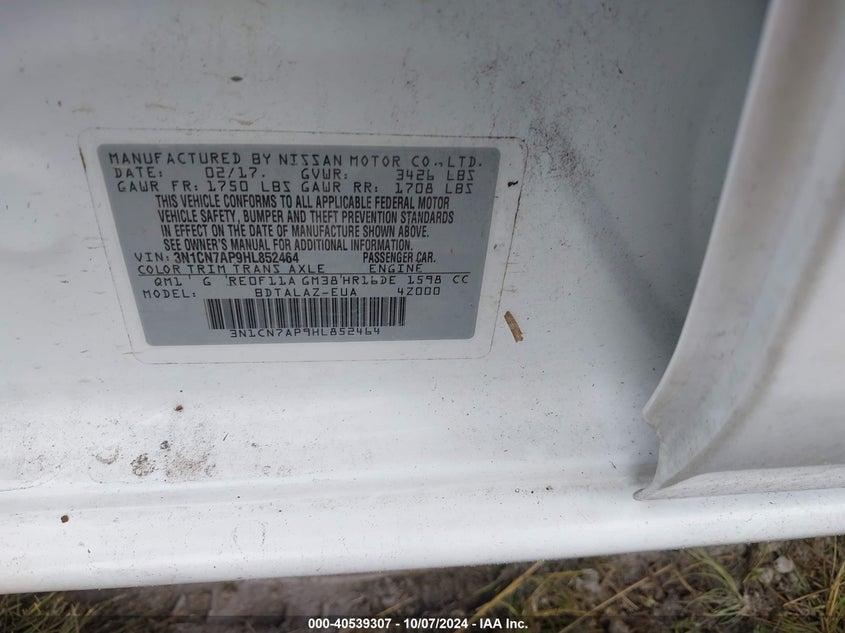 MANUFACTURED BY NISSAN MOTOR CO.,LTD.
DATE: 02/17. GVWR: 3426 LBS
GAWR FR: 1750 LBS GAWR RR: 1708 LBS
THIS VEHICLE CONFORMS TO ALL APPLICABLE FEDERAL MOTOR
VEHICLE SAFETY, BUMPER AND THEFT PREVENTION STANDARDS
IN EFFECT ON THE DATE OF MANUFACTURE SHOWN ABOVE.
SEE OWNER'S MANUAL FOR ADDITIONAL INFORMATION.
VIN: 3N1CN7AP9HL852464 PASSENGER CAR.
COLOR TRIM TRANS AXLE ENGINE
QM1 G RE0F11A GM38 HR16DE 1598 CC
MODEL: BDTALAZ-EUA 4Z000
3N1CN7AP9HL852464
000-40539307 - 10/07/2024 - IAA Inc.